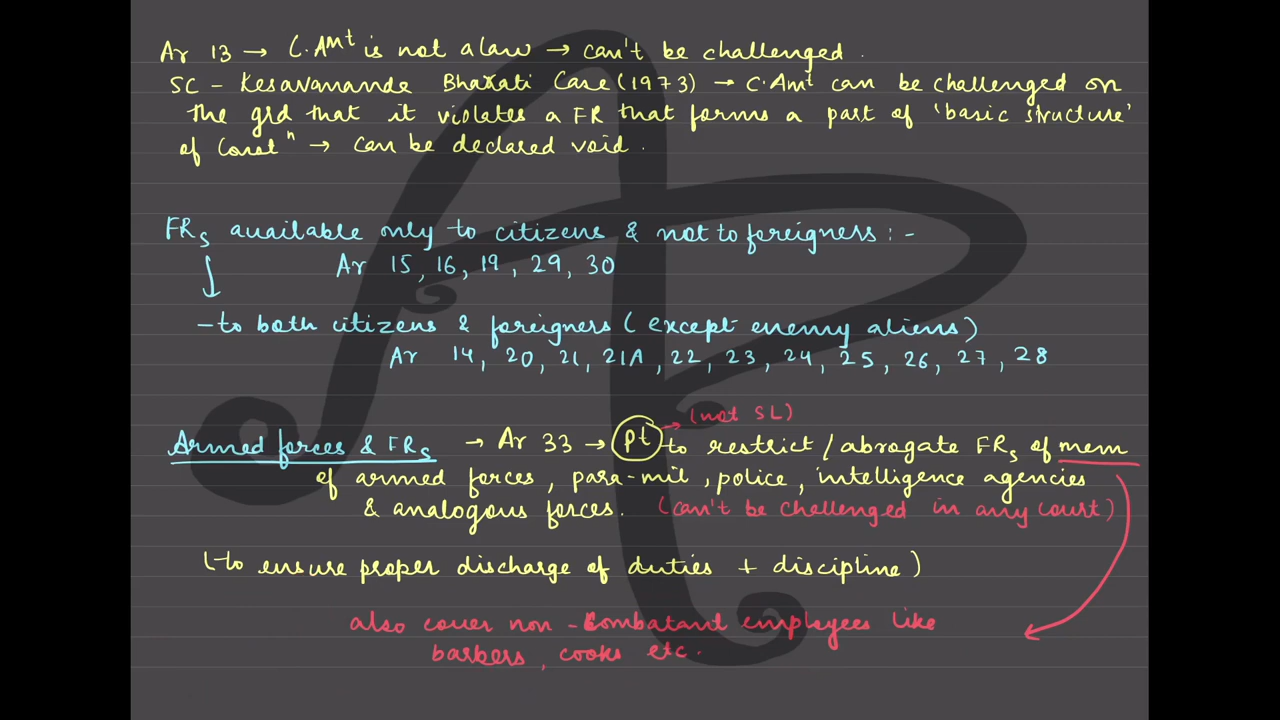 Ar 13 → C.Amt is not a law → can't be challenged.
SC - Kesavananda Bharati Case (1973) → C.Amt can be challenged on
the grd that it violates a FR that forms a part of 'basic structure'
of Constn → can be declared void.
FRs available only to citizens & not to foreigners :-
Ar 15, 16, 19, 29, 30
- to both citizens & foreigners (except enemy aliens)
Ar 14, 20, 21, 21A, 22, 23, 24, 25, 26, 27, 28
(not SL)
Armed forces & FRs → Ar 33 → pt to restrict / abrogate FRs of mem
of armed forces, para-mil, police, intelligence agencies
& analogous forces. (can't be challenged in any court)
(to ensure proper discharge of duties + discipline)
also cover non-combatant employees like
barbers, cooks etc.